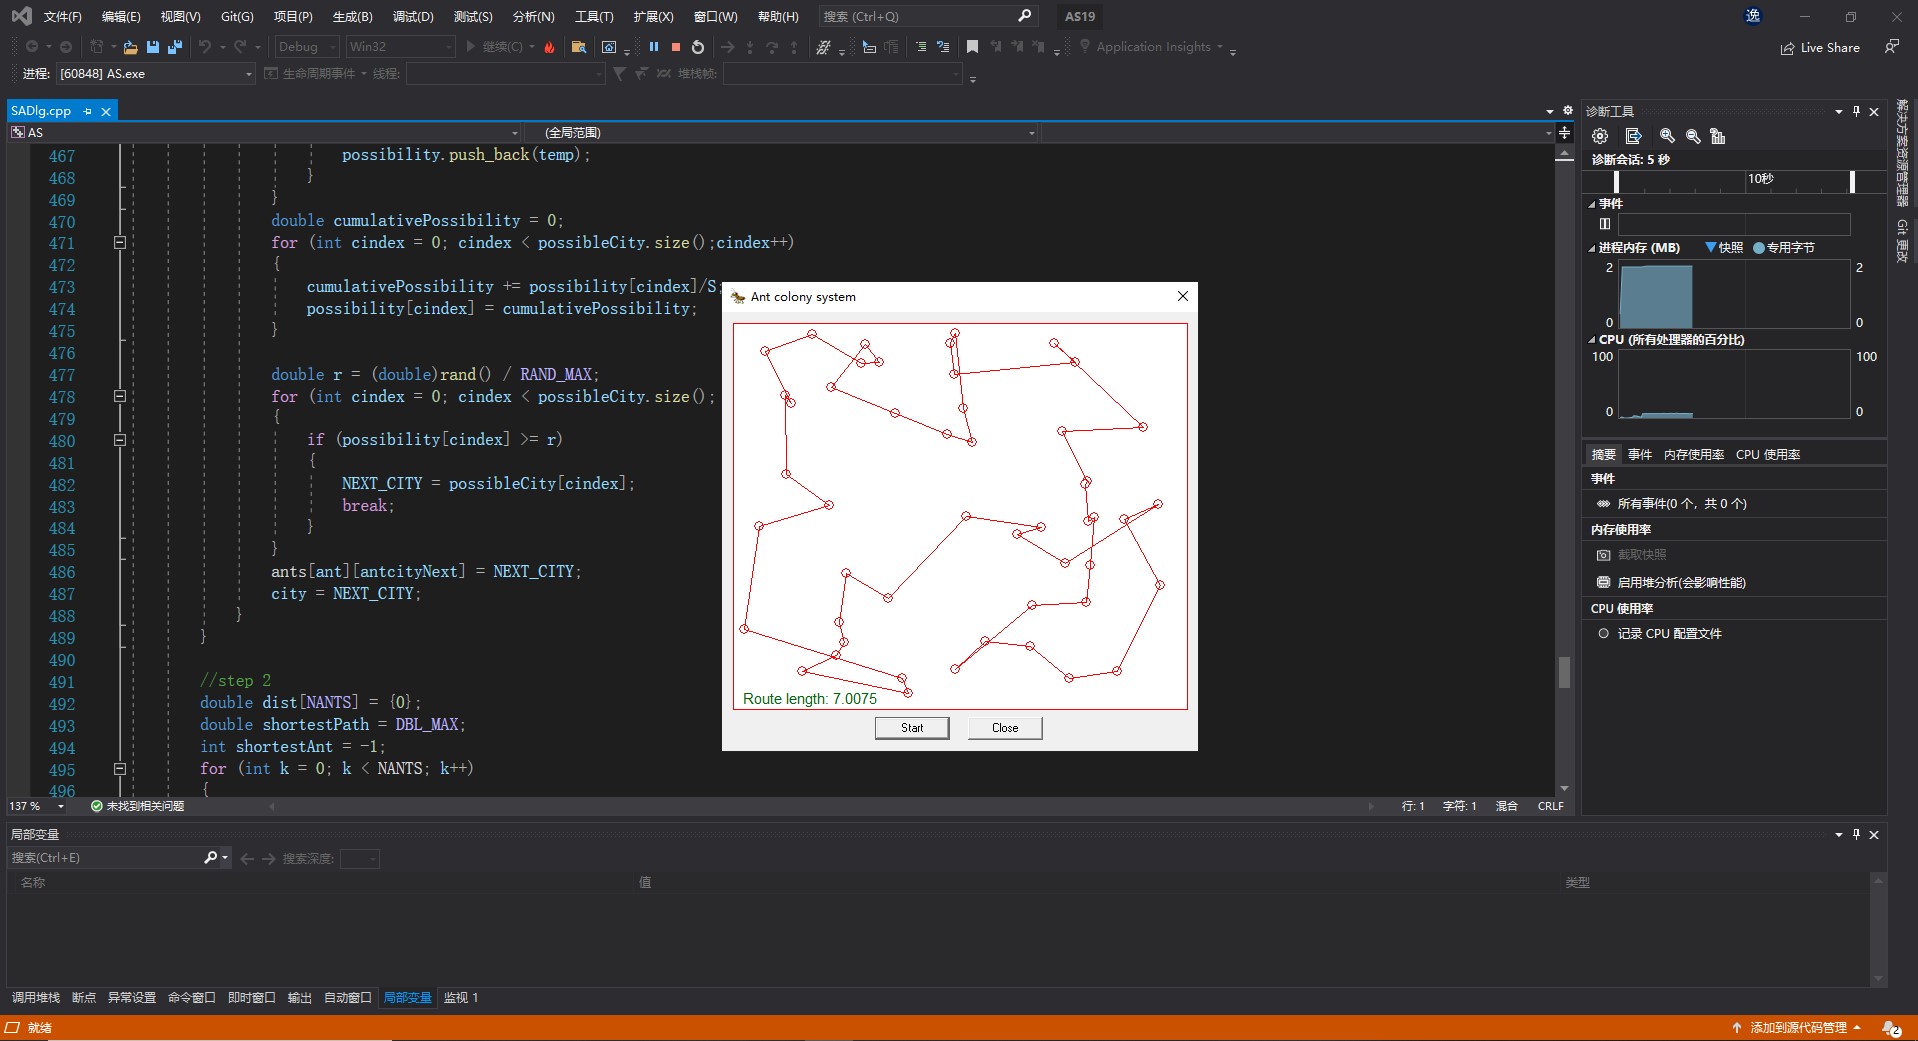 文件(F) 编辑(E) 视图(V) Git(G) 项目(P) 生成(B) 调试(D) 测试(S) 分析(N) 工具(T) 扩展(X) 窗口(W) 帮助(H) 搜索 (Ctrl+Q) AS19 逸
Debug Win32 继续(C) Application Insights Live Share
进程: [60848] AS.exe 生命周期事件 线程: 堆栈帧:
SADlg.cpp
AS (全局范围)
467 possibility.push_back(temp);
468 }
469 }
470 double cumulativePossibility = 0;
471 for (int cindex = 0; cindex < possibleCity.size();cindex++)
472 {
473 cumulativePossibility += possibility[cindex]/S;
474 possibility[cindex] = cumulativePossibility;
475 }
476
477 double r = (double)rand() / RAND_MAX;
478 for (int cindex = 0; cindex < possibleCity.size();
479 {
480 if (possibility[cindex] >= r)
481 {
482 NEXT_CITY = possibleCity[cindex];
483 break;
484 }
485 }
486 ants[ant][antcityNext] = NEXT_CITY;
487 city = NEXT_CITY;
488 }
489 }
490
491 //step 2
492 double dist[NANTS] = {0};
493 double shortestPath = DBL_MAX;
494 int shortestAnt = -1;
495 for (int k = 0; k < NANTS; k++)
496 {
137 % 未找到相关问题 行: 1 字符: 1 混合 CRLF
Ant colony system
Route length: 7.0075
Start Close
诊断工具
诊断会话: 5 秒
10秒
事件
进程内存 (MB) 快照 专用字节
2 2
0 0
CPU (所有处理器的百分比)
100 100
0 0
摘要 事件 内存使用率 CPU 使用率
事件
所有事件(0 个，共 0 个)
内存使用率
截取快照
启用堆分析(会影响性能)
CPU 使用率
记录 CPU 配置文件
解决方案资源管理器
Git 更改
局部变量
搜索(Ctrl+E) 搜索深度:
名称 值 类型
调用堆栈 断点 异常设置 命令窗口 即时窗口 输出 自动窗口 局部变量 监视 1
就绪 添加到源代码管理 2